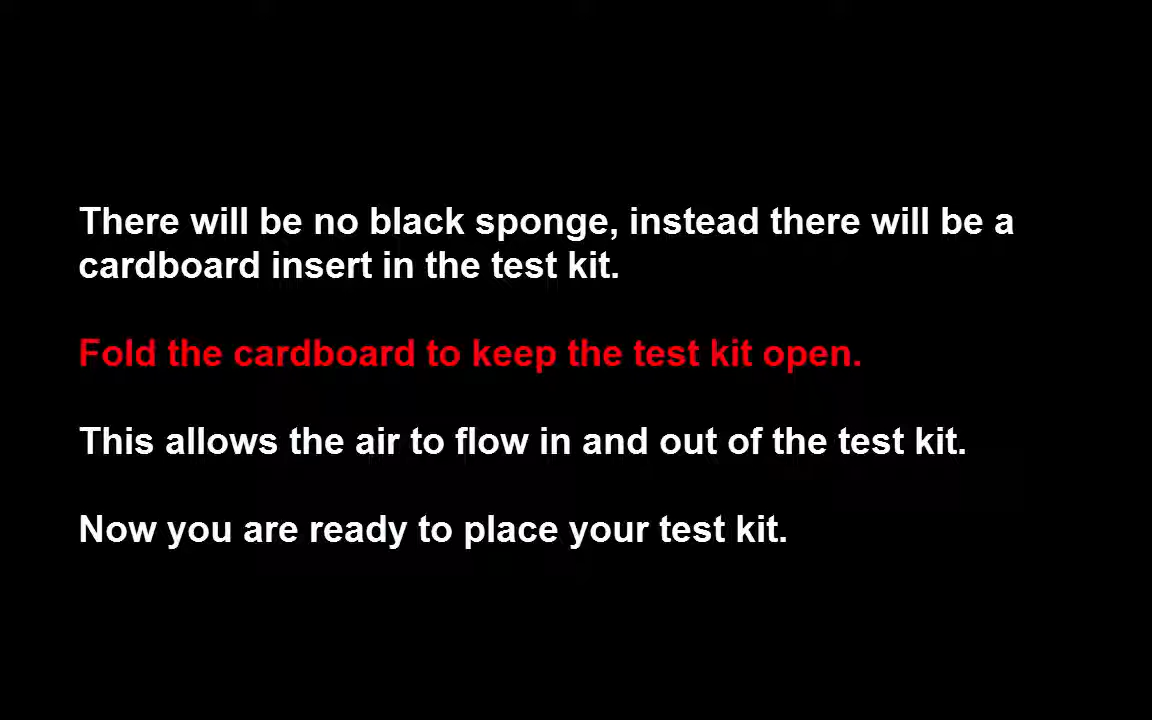 There will be no black sponge, instead there will be a
cardboard insert in the test kit.
Fold the cardboard to keep the test kit open.
This allows the air to flow in and out of the test kit.
Now you are ready to place your test kit.